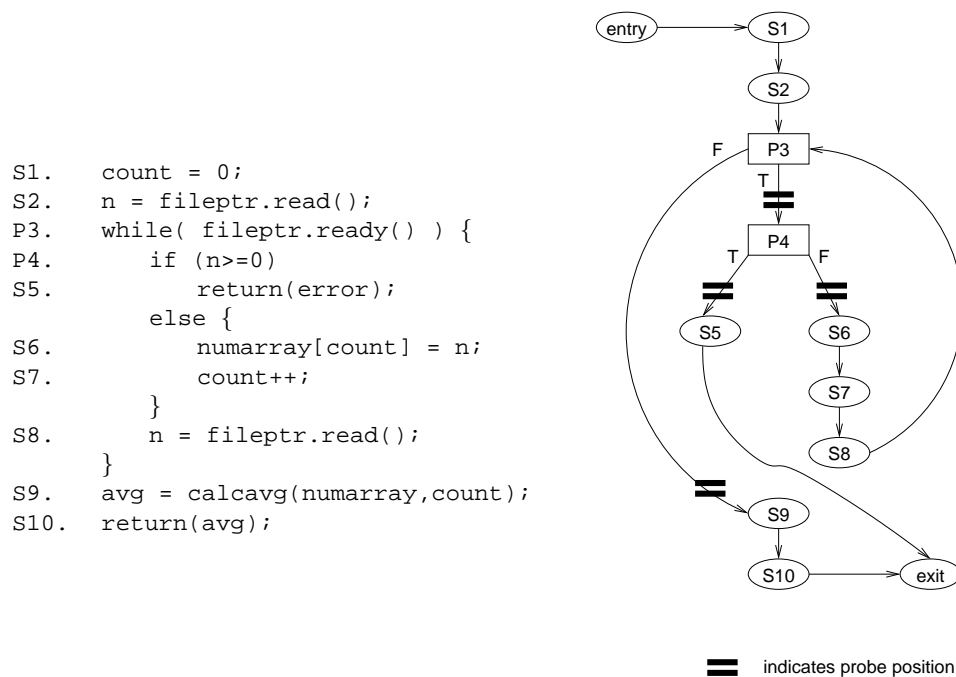 S1. count = 0;
S2. n = fileptr.read();
P3. while( fileptr.ready() ) {
P4. if (n>=0)
S5. return(error);
else {
S6. numarray[count] = n;
S7. count++;
}
S8. n = fileptr.read();
}
S9. avg = calcavg(numarray,count);
S10. return(avg);
entry
S1
S2
F
P3
T
P4
T
F
S5
S6
S7
S8
S9
S10
exit
indicates probe position